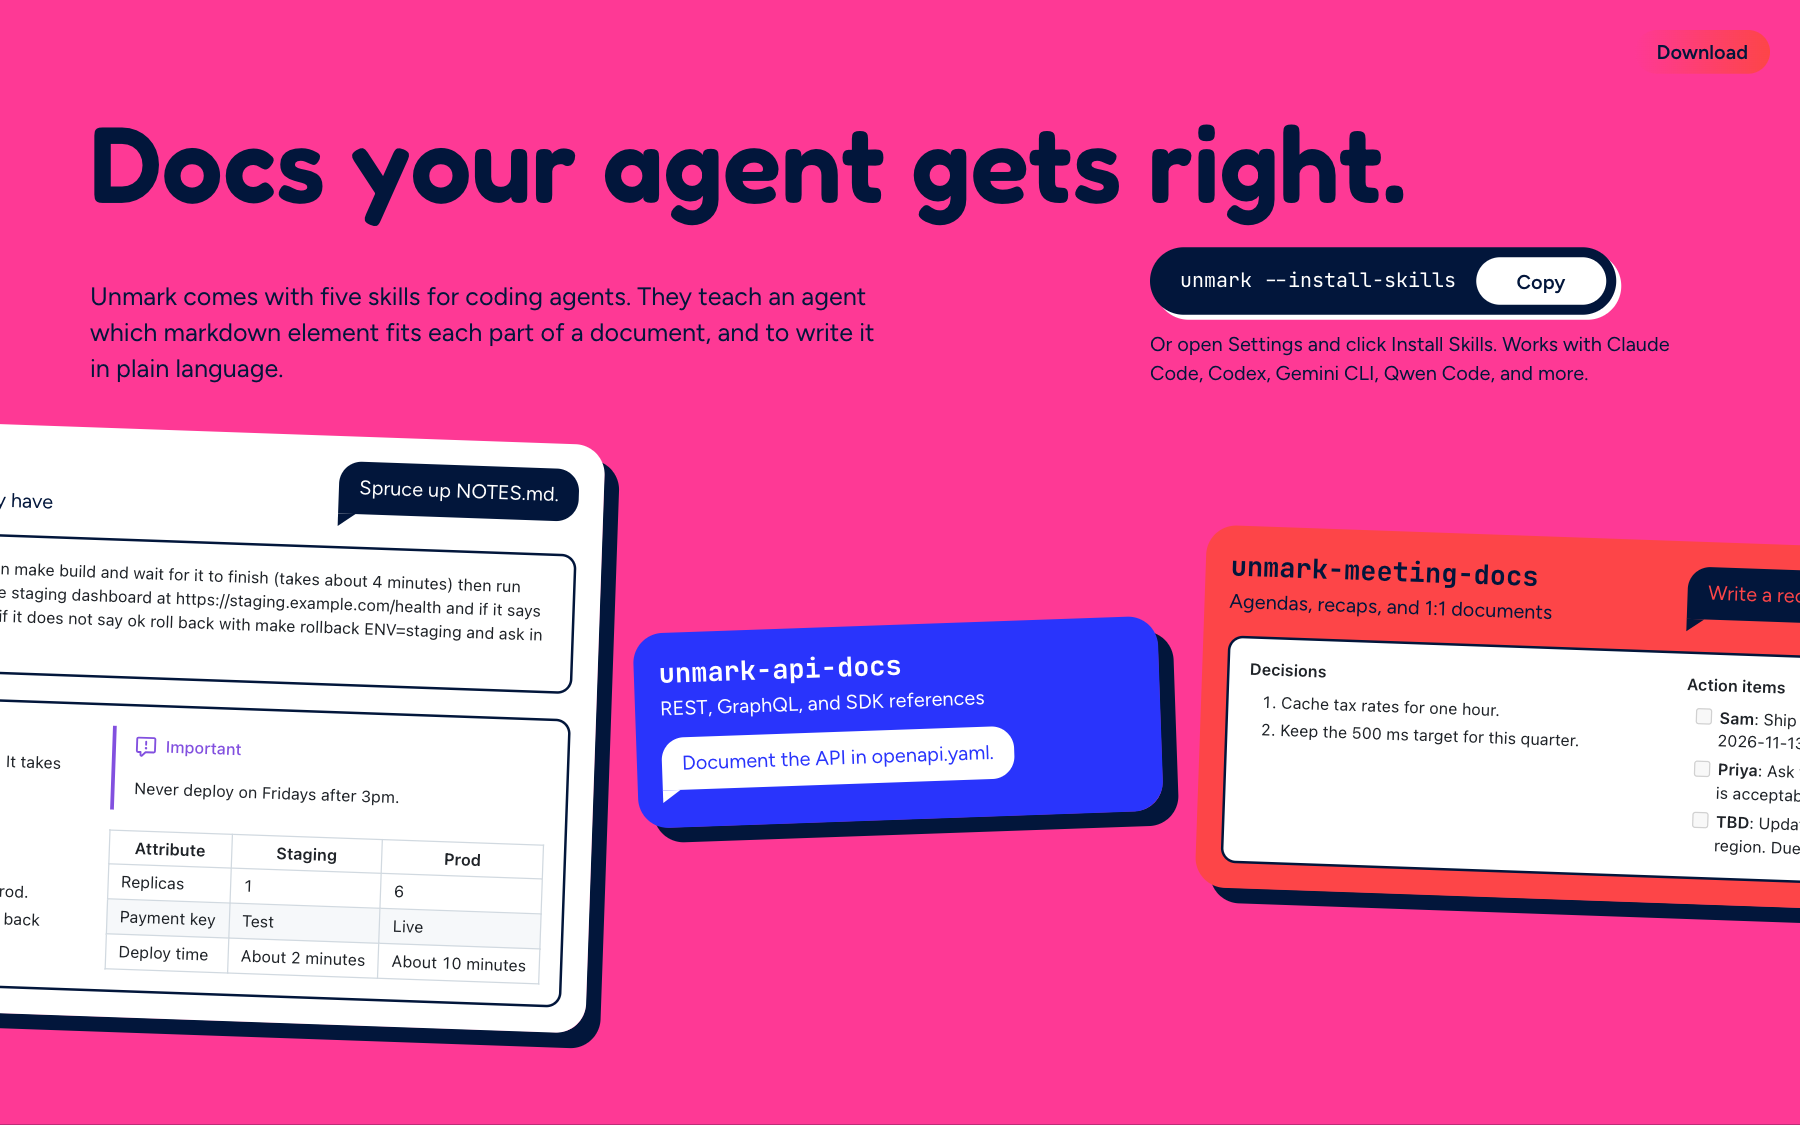 Download
Docs your agent gets right.
Unmark comes with five skills for coding agents. They teach an agent
which markdown element fits each part of a document, and to write it
in plain language.
unmark --install-skills
Copy
Or open Settings and click Install Skills. Works with Claude
Code, Codex, Gemini CLI, Qwen Code, and more.
have
Spruce up NOTES.md.
make build and wait for it to finish (takes about 4 minutes) then run
staging dashboard at https://staging.example.com/health and if it says
if it does not say ok roll back with make rollback ENV=staging and ask in
It takes
Important
Never deploy on Fridays after 3pm.
Attribute Staging Prod
Replicas 1 6
Payment key Test Live
Deploy time About 2 minutes About 10 minutes
back
unmark-api-docs
REST, GraphQL, and SDK references
Document the API in openapi.yaml.
unmark-meeting-docs
Agendas, recaps, and 1:1 documents
Write a rec
Decisions
1. Cache tax rates for one hour.
2. Keep the 500 ms target for this quarter.
Action items
Sam: Ship
2026-11-13
Priya: Ask
is acceptab
TBD: Upda
region. Due